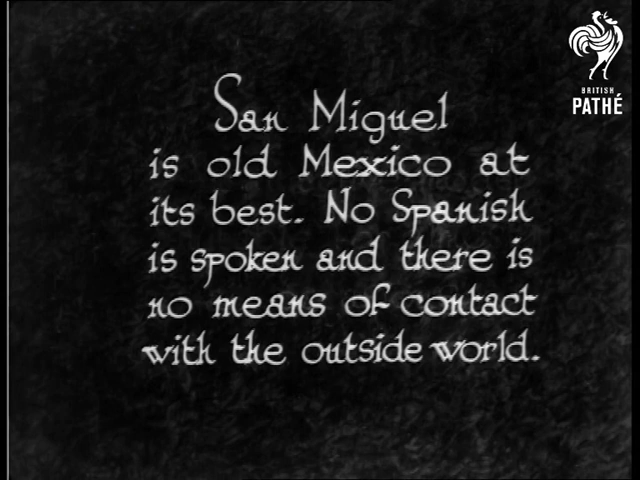 BRITISH
PATHÉ
San Miguel
is old Mexico at
its best. No Spanish
is spoken and there is
no means of contact
with the outside world.